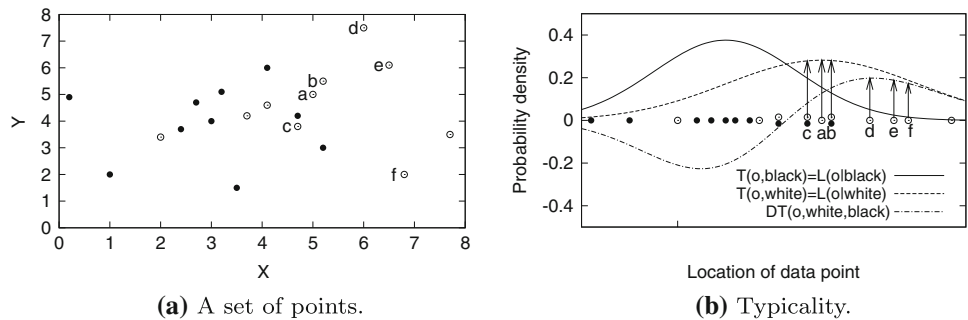 8
7
6
5
4
3
2
1
0
Y
d
e
b
a
c
f
0 1 2 3 4 5 6 7 8
X
(a) A set of points.
0.4
0.2
0
-0.2
-0.4
Probability density
c ab d e f
T(o,black)=L(o|black)
T(o,white)=L(o|white)
DT(o,white,black)
Location of data point
(b) Typicality.